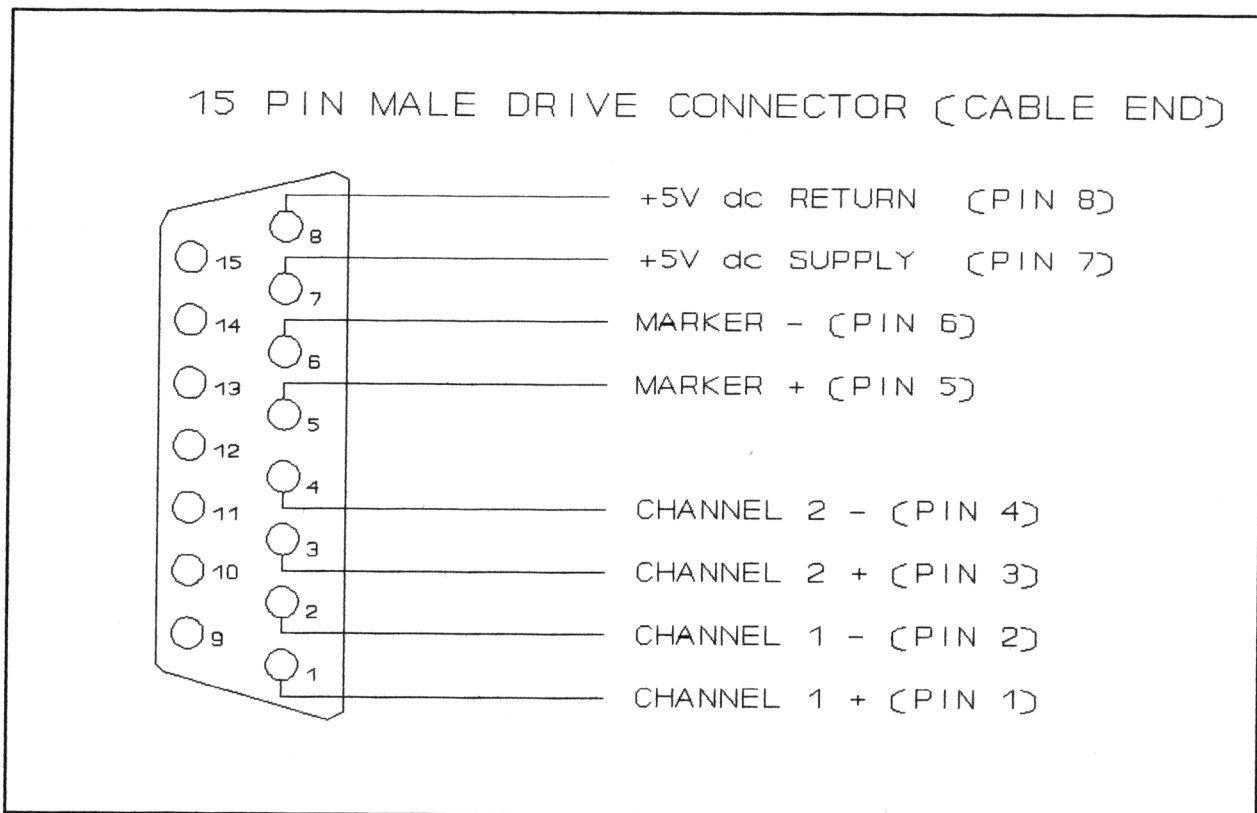 15 PIN MALE DRIVE CONNECTOR (CABLE END)
+5V dc RETURN (PIN 8)
8
15
+5V dc SUPPLY (PIN 7)
7
14
MARKER - (PIN 6)
6
13
MARKER + (PIN 5)
5
12
4
11
CHANNEL 2 - (PIN 4)
3
10
CHANNEL 2 + (PIN 3)
2
9
CHANNEL 1 - (PIN 2)
1
CHANNEL 1 + (PIN 1)